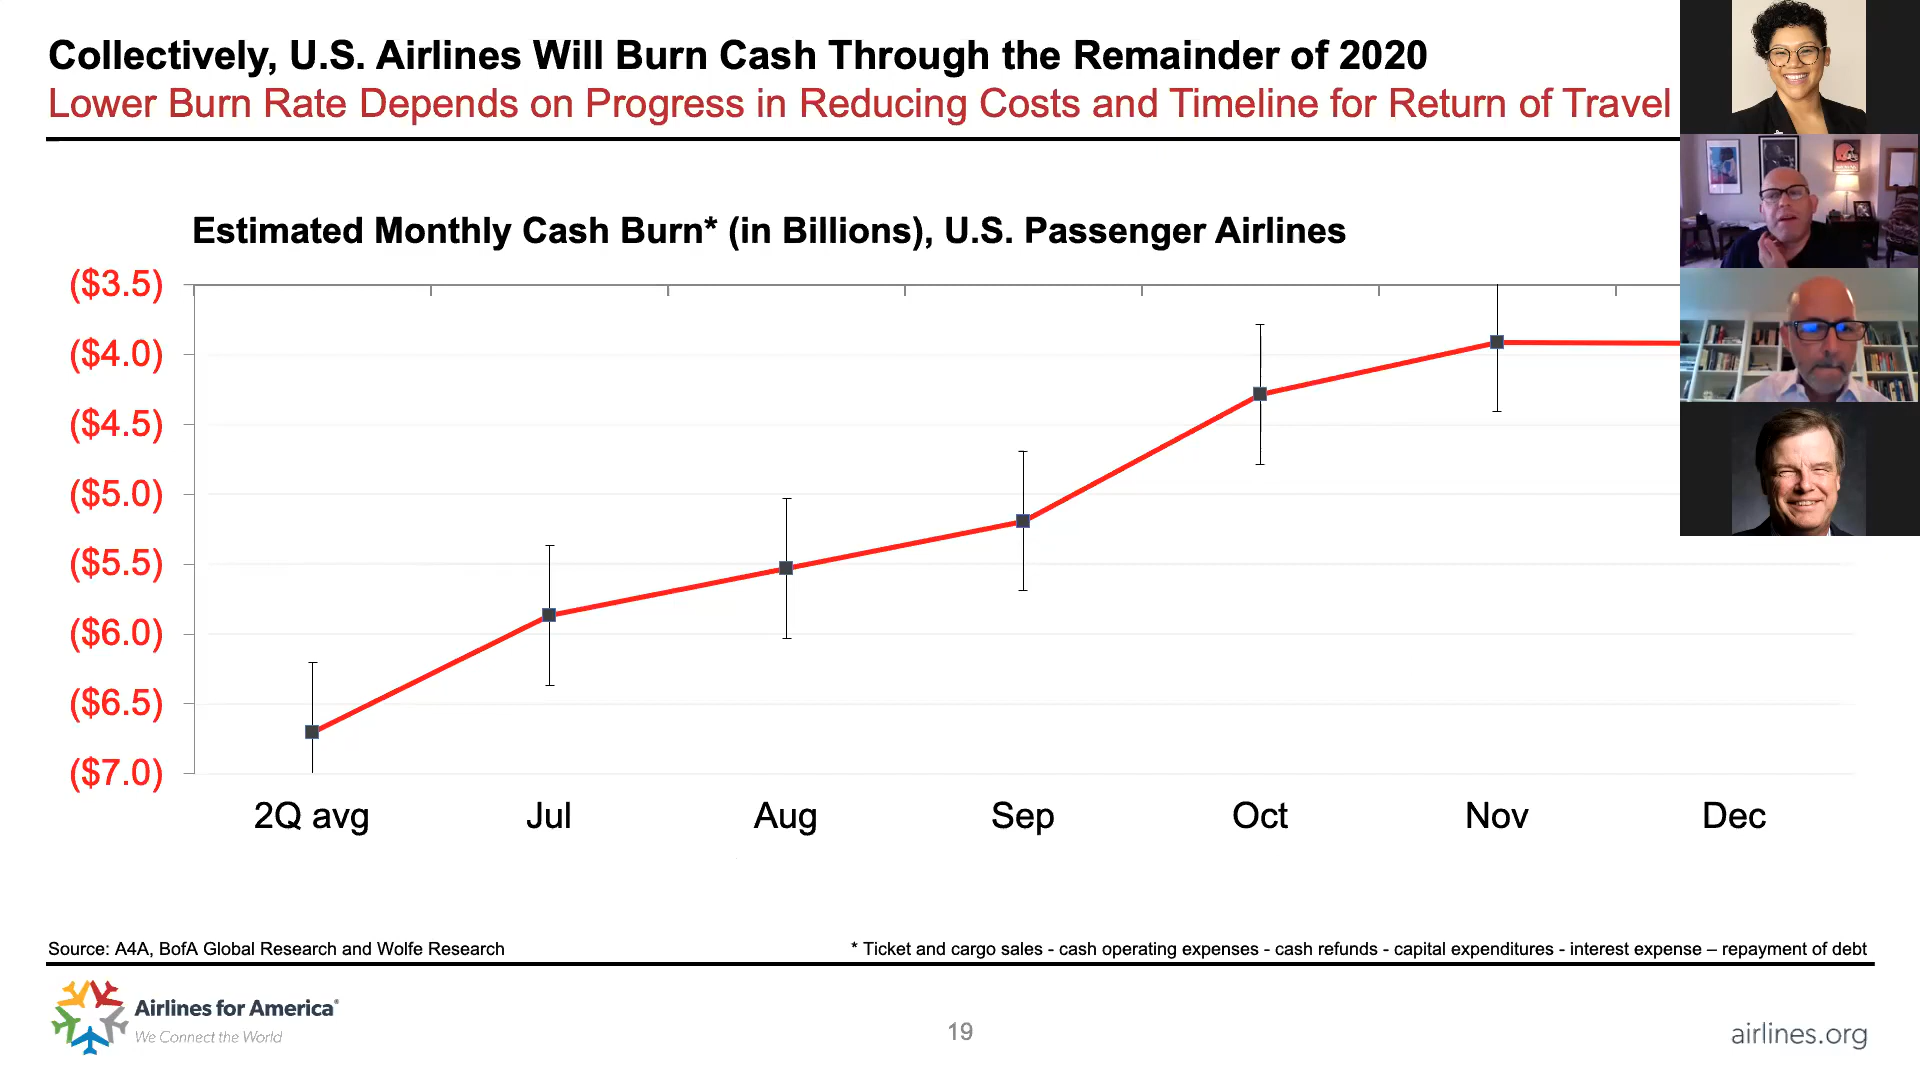 Collectively, U.S. Airlines Will Burn Cash Through the Remainder of 2020
Lower Burn Rate Depends on Progress in Reducing Costs and Timeline for Return of Travel
Estimated Monthly Cash Burn* (in Billions), U.S. Passenger Airlines
($3.5)
($4.0)
($4.5)
($5.0)
($5.5)
($6.0)
($6.5)
($7.0)
2Q avg Jul Aug Sep Oct Nov Dec
Source: A4A, BofA Global Research and Wolfe Research
* Ticket and cargo sales - cash operating expenses - cash refunds - capital expenditures - interest expense – repayment of debt
Airlines for America®
We Connect the World
19
airlines.org